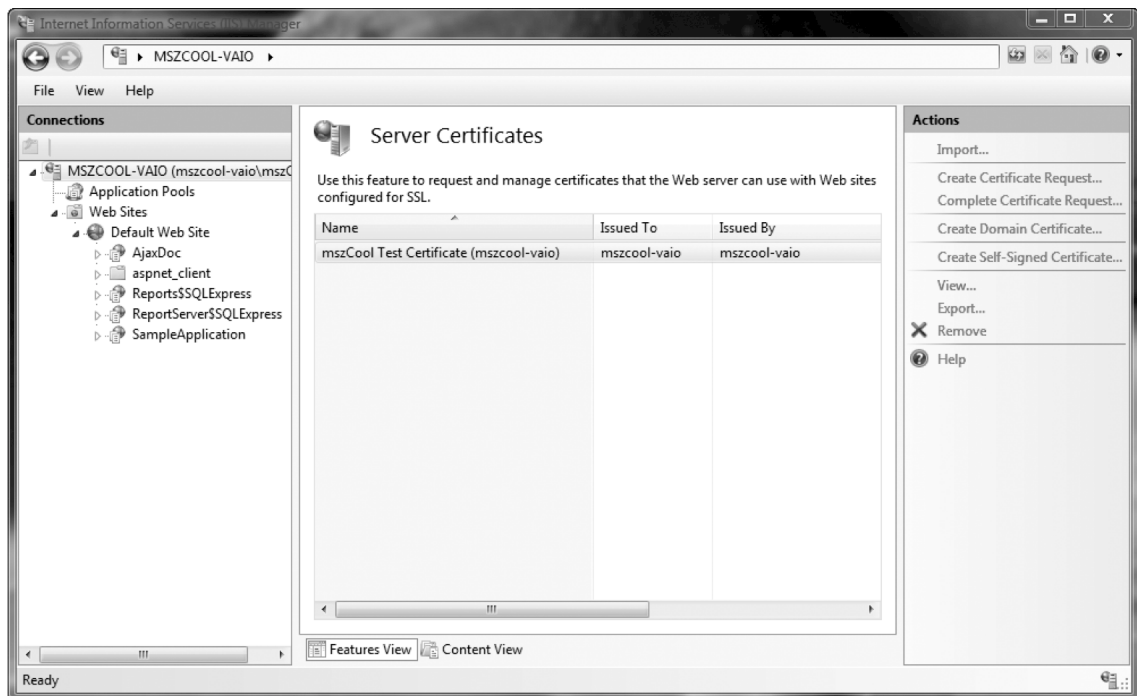 Internet Information Services (IIS) Manager
MSZCOOL-VAIO
File View Help
Connections
MSZCOOL-VAIO (mszcool-vaio\mszC
Application Pools
Web Sites
Default Web Site
AjaxDoc
aspnet_client
Reports$SQLExpress
ReportServer$SQLExpress
SampleApplication
Server Certificates
Use this feature to request and manage certificates that the Web server can use with Web sites
configured for SSL.
Name Issued To Issued By
mszCool Test Certificate (mszcool-vaio) mszcool-vaio mszcool-vaio
Features View Content View
Actions
Import...
Create Certificate Request...
Complete Certificate Request...
Create Domain Certificate...
Create Self-Signed Certificate...
View...
Export...
Remove
Help
Ready